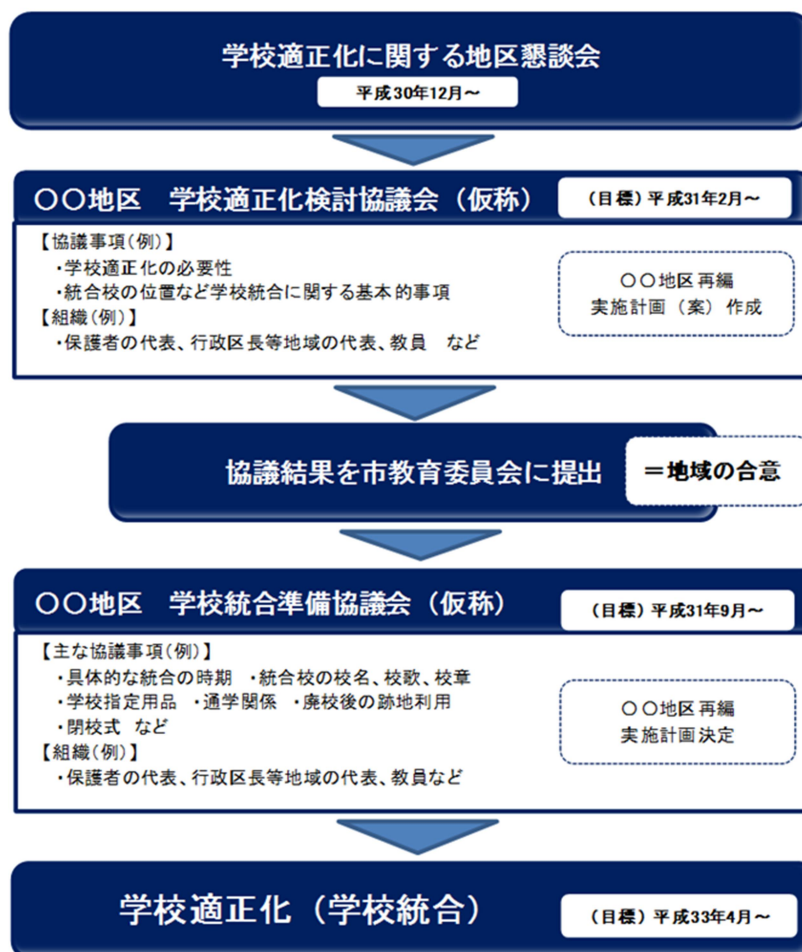 学校適正化に関する地区懇談会
平成30年12月～
〇〇地区　学校適正化検討協議会（仮称）
（目標）平成31年2月～
【協議事項（例）】
・学校適正化の必要性
・統合校の位置など学校統合に関する基本的事項
【組織（例）】
・保護者の代表、行政区長等地域の代表、教員　など
〇〇地区再編
実施計画（案）作成
協議結果を市教育委員会に提出
＝地域の合意
〇〇地区　学校統合準備協議会（仮称）
（目標）平成31年9月～
【主な協議事項（例）】
・具体的な統合の時期　・統合校の校名、校歌、校章
・学校指定用品　・通学関係　・廃校後の跡地利用
・閉校式 など
【組織（例）】
・保護者の代表、行政区長等地域の代表、教員など
〇〇地区再編
実施計画決定
学校適正化（学校統合）
（目標）平成33年4月～